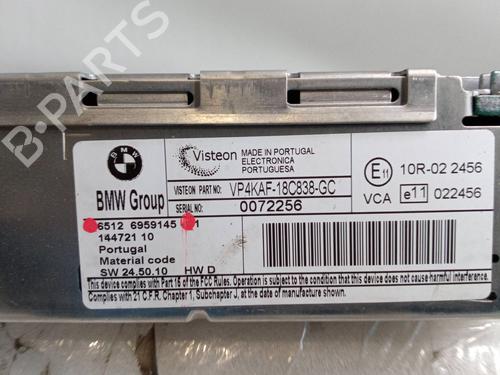 B-PARTS
BMW
BMW Group
Visteon
MADE IN PORTUGAL
ELECTRONICA
PORTUGUESA
VISTEON PART NO: VP4KAF-18C838-GC
SERIAL NO: 0072256
E11 10R-02 2456
VCA e11 022456
6512 6959145 1
144721 10
Portugal
Material code
SW 24.50.10 HW D
This device complies with Part 15 of the FCC Rules. Operation is subject to the condition that this device does not cause harmful interference.
Complies with 21 C.F.R. Chapter 1, Subchapter J, at the date of manufacture shown.